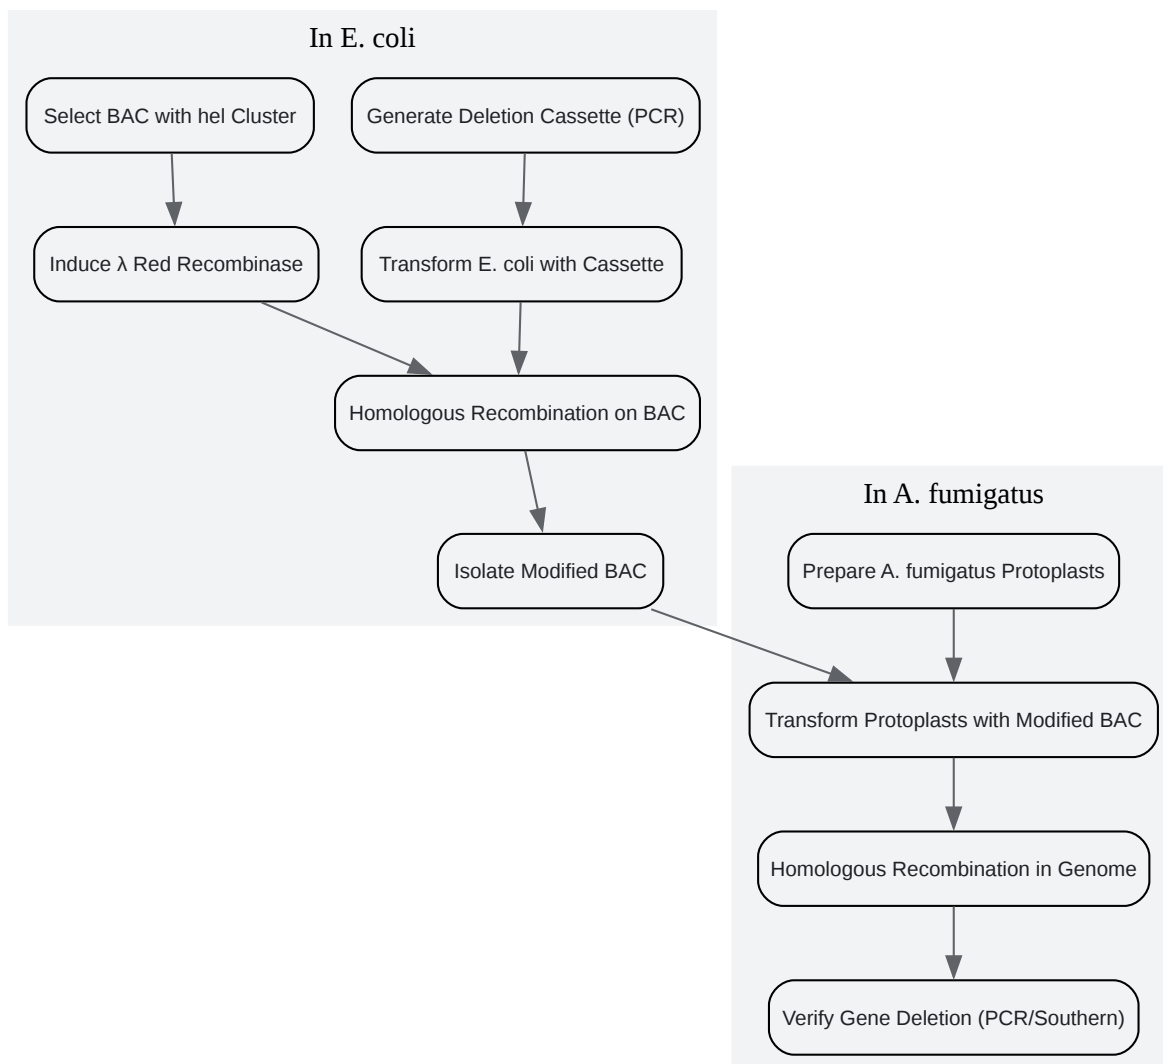 In E. coli
Select BAC with hel Cluster
Generate Deletion Cassette (PCR)
Induce λ Red Recombinase
Transform E. coli with Cassette
Homologous Recombination on BAC
Isolate Modified BAC
In A. fumigatus
Prepare A. fumigatus Protoplasts
Transform Protoplasts with Modified BAC
Homologous Recombination in Genome
Verify Gene Deletion (PCR/Southern)